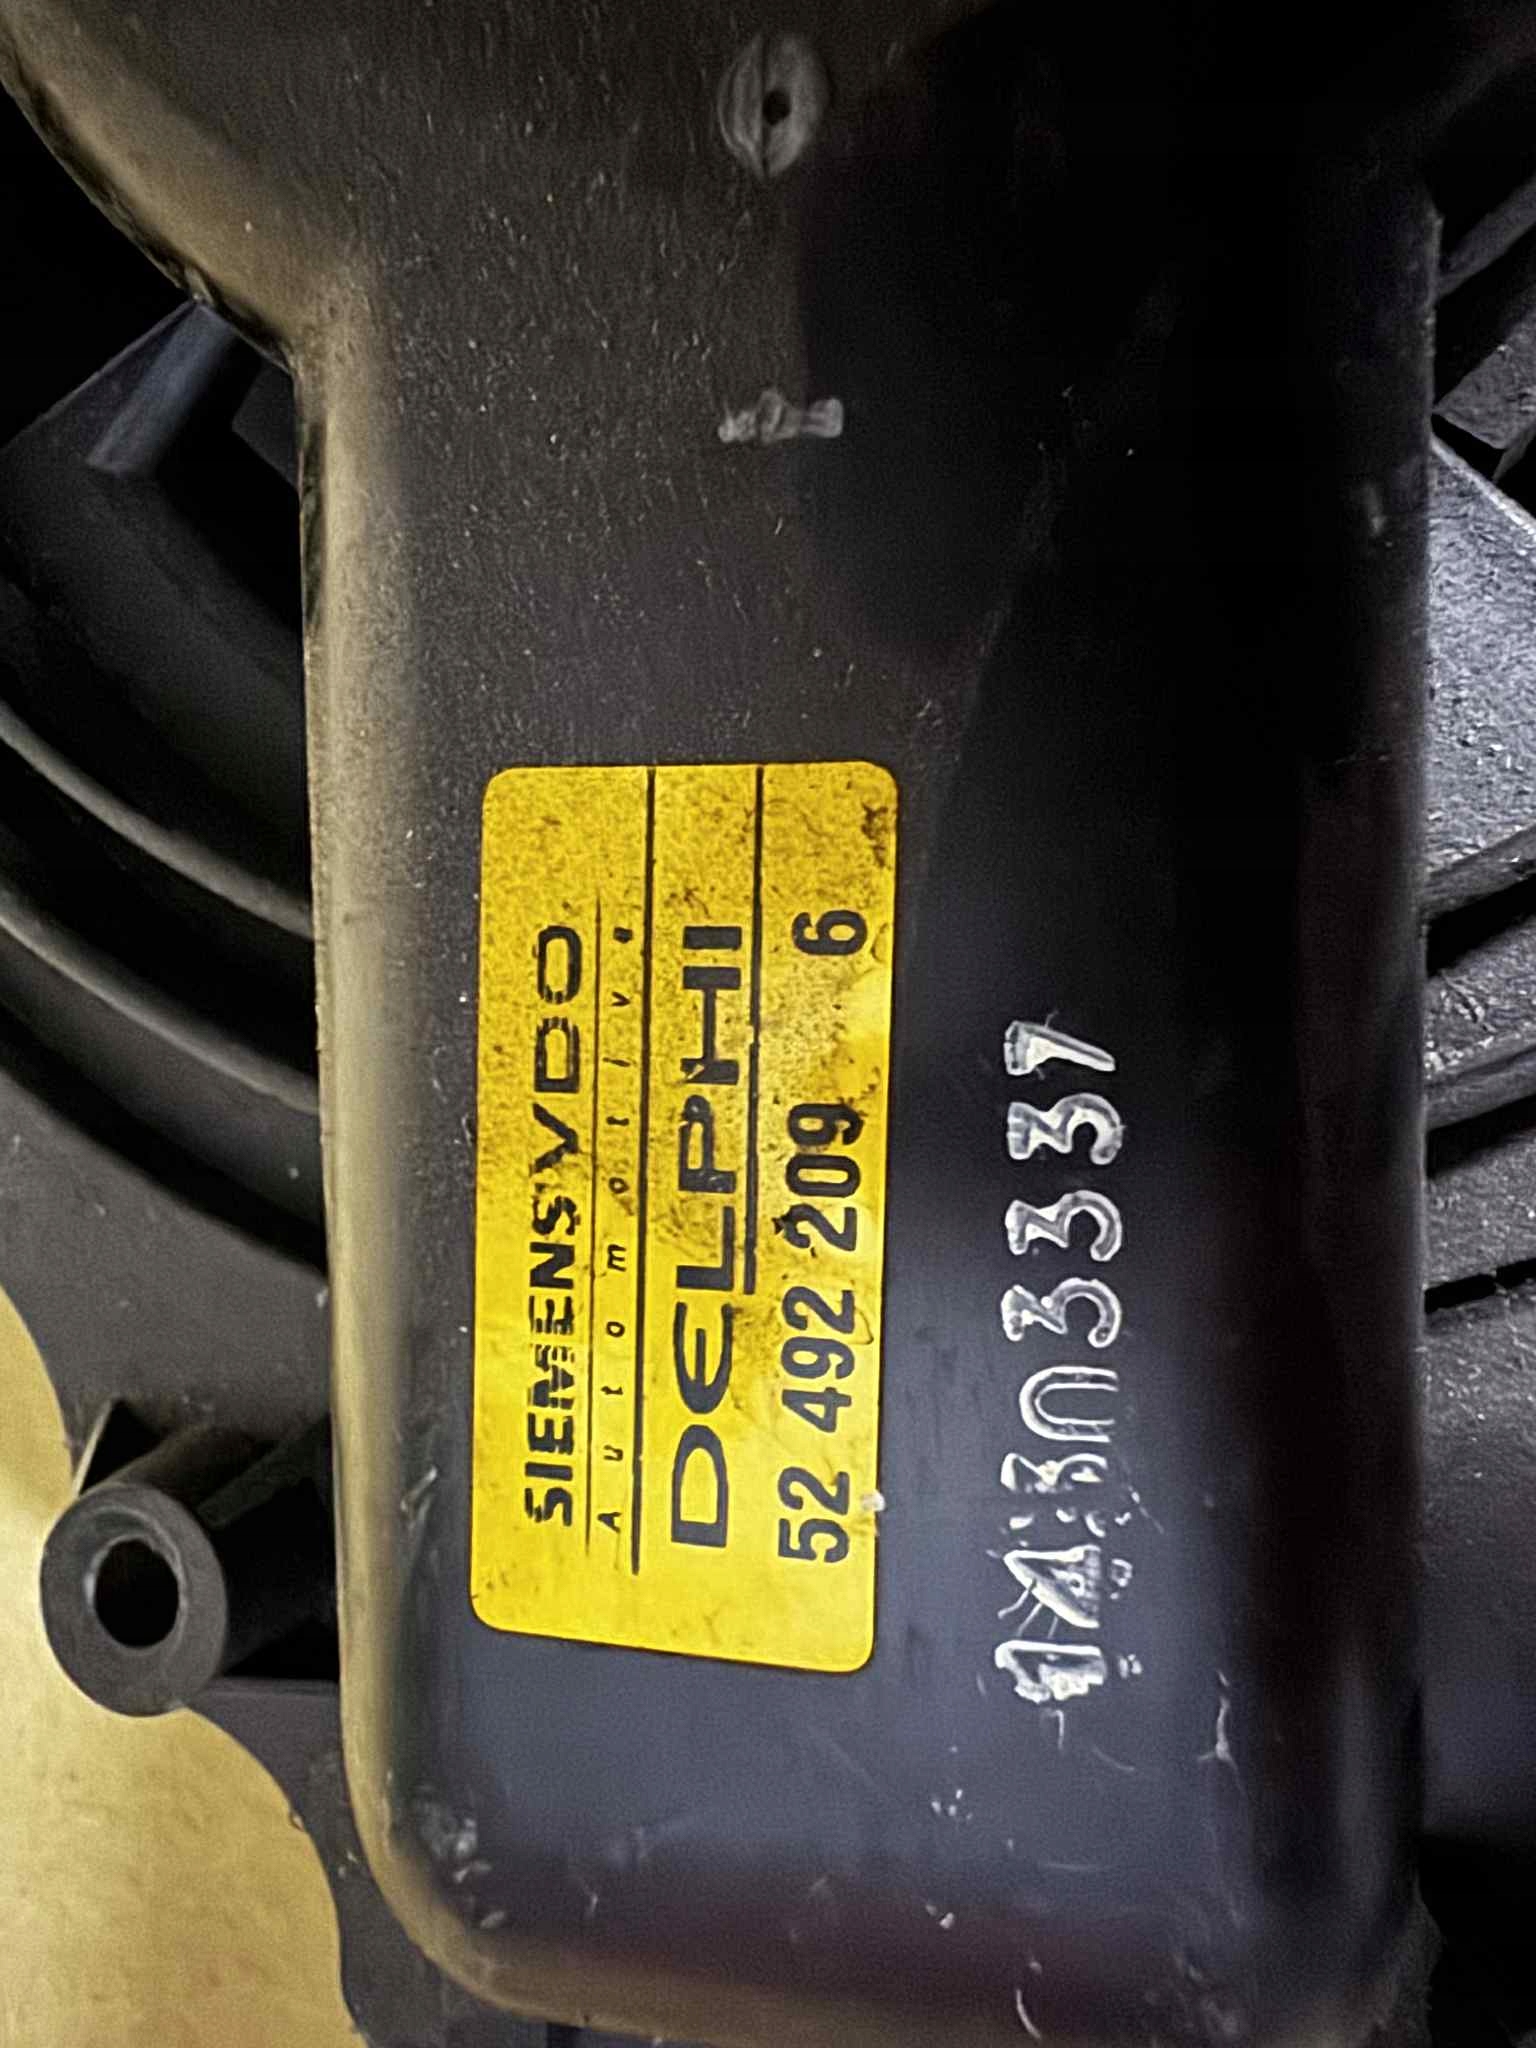 SIEMENS VDO
Automotive
DELPHI
52 492 209 6